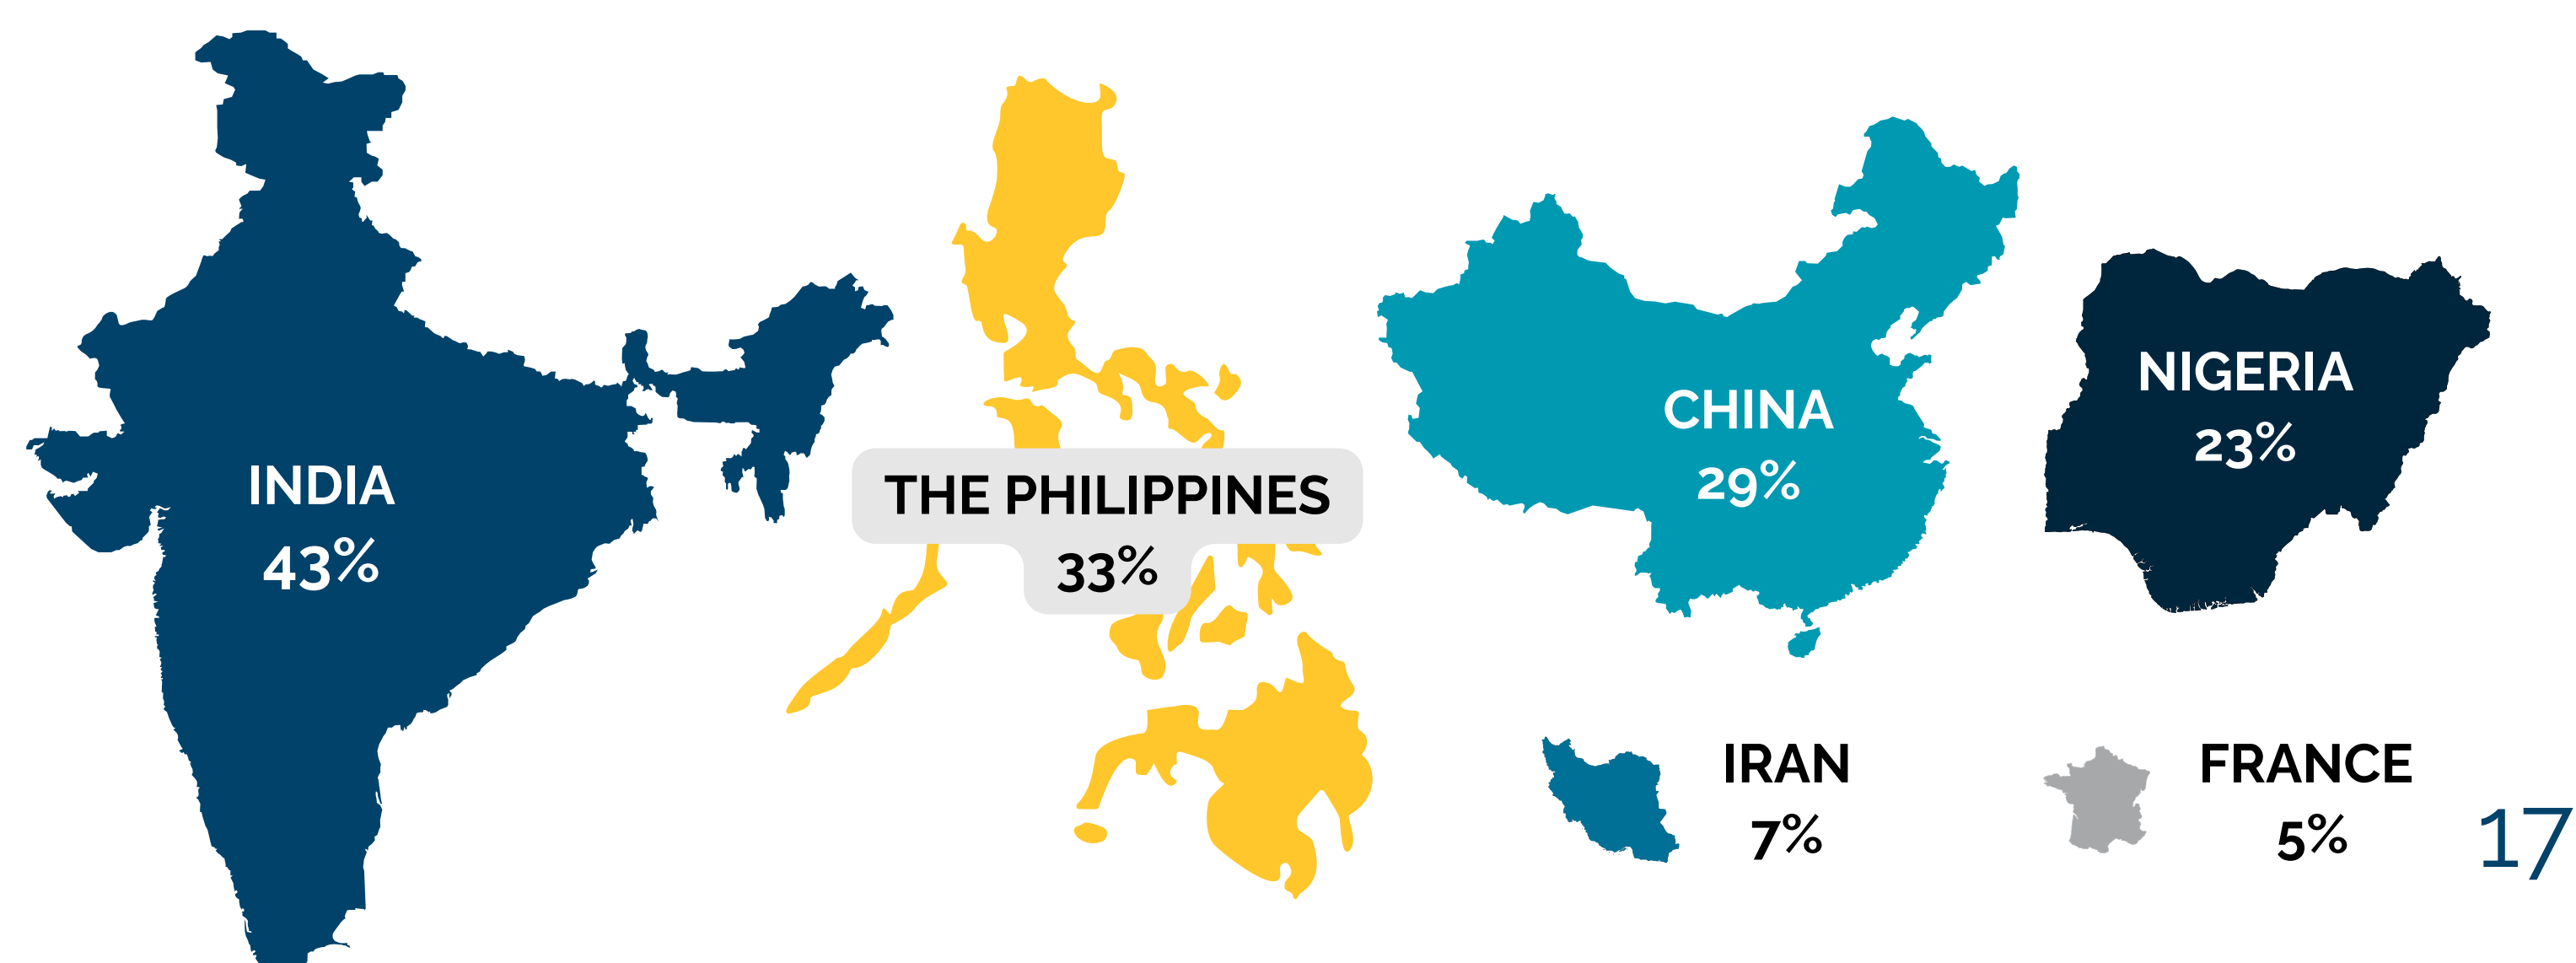 INDIA
43%
THE PHILIPPINES
33%
CHINA
29%
NIGERIA
23%
IRAN
7%
FRANCE
5%
17